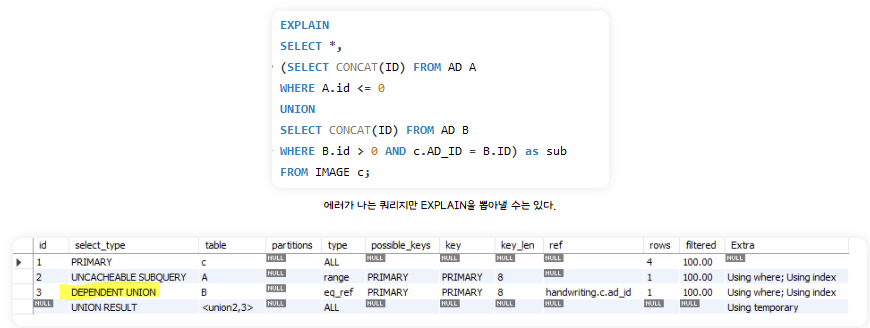 EXPLAIN
SELECT *,
(SELECT CONCAT(ID) FROM AD A
WHERE A.id <= 0
UNION
SELECT CONCAT(ID) FROM AD B
WHERE B.id > 0 AND c.AD_ID = B.ID) as sub
FROM IMAGE c;
에러가 나는 쿼리지만 EXPLAIN을 뽑아낼 수는 있다.
id select_type table partitions type possible_keys key key_len ref rows filtered Extra
1 PRIMARY c NULL ALL NULL NULL NULL NULL 4 100.00 NULL
2 UNCACHEABLE SUBQUERY A NULL range PRIMARY PRIMARY 8 NULL 1 100.00 Using where; Using index
3 DEPENDENT UNION B NULL eq_ref PRIMARY PRIMARY 8 handwriting.c.ad_id 1 100.00 Using where; Using index
NULL UNION RESULT <union2,3> NULL ALL NULL NULL NULL NULL NULL NULL Using temporary